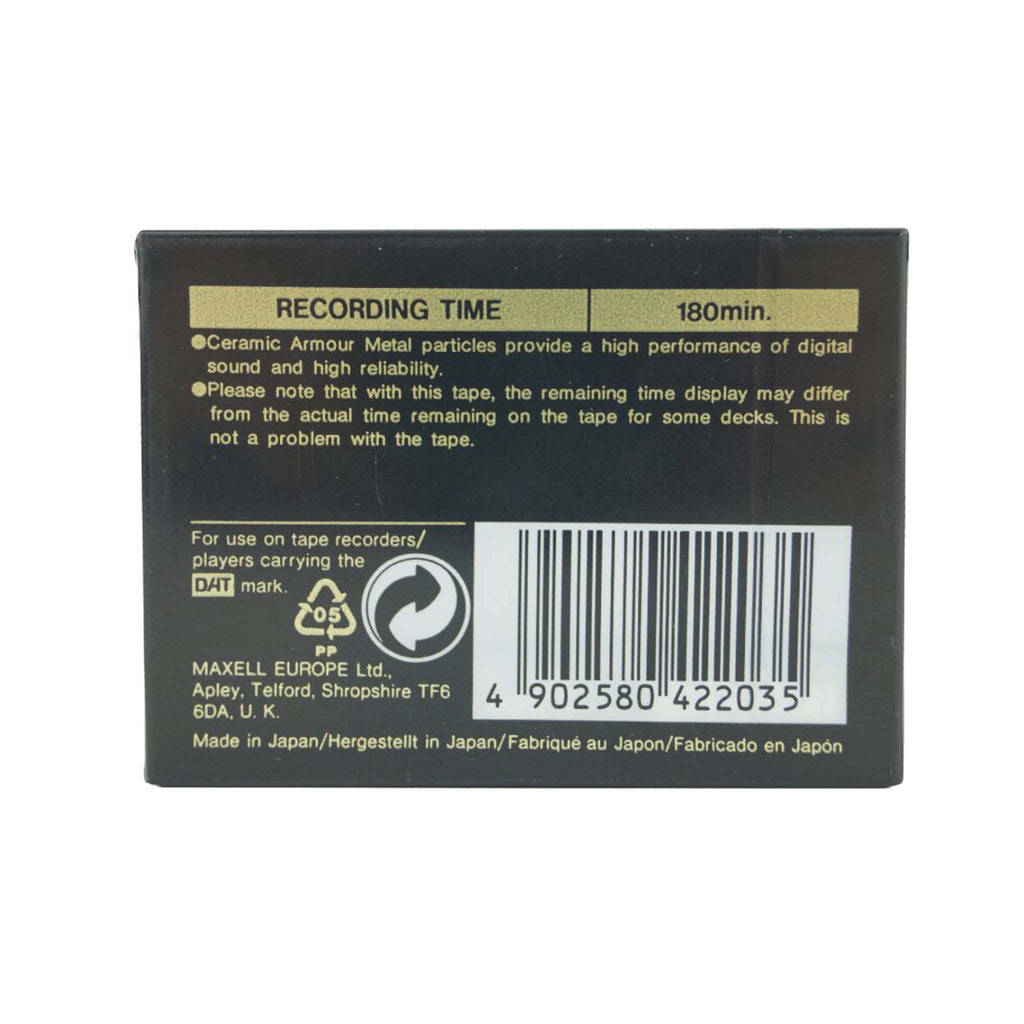 RECORDING TIME 180min.
●Ceramic Armour Metal particles provide a high performance of digital
sound and high reliability.
●Please note that with this tape, the remaining time display may differ
from the actual time remaining on the tape for some decks. This is
not a problem with the tape.
For use on tape recorders/
players carrying the
DAT mark.
05
PP
MAXELL EUROPE Ltd.,
Apley, Telford, Shropshire TF6
6DA, U. K.
4 902580 422035
Made in Japan/Hergestellt in Japan/Fabriqué au Japon/Fabricado en Japón